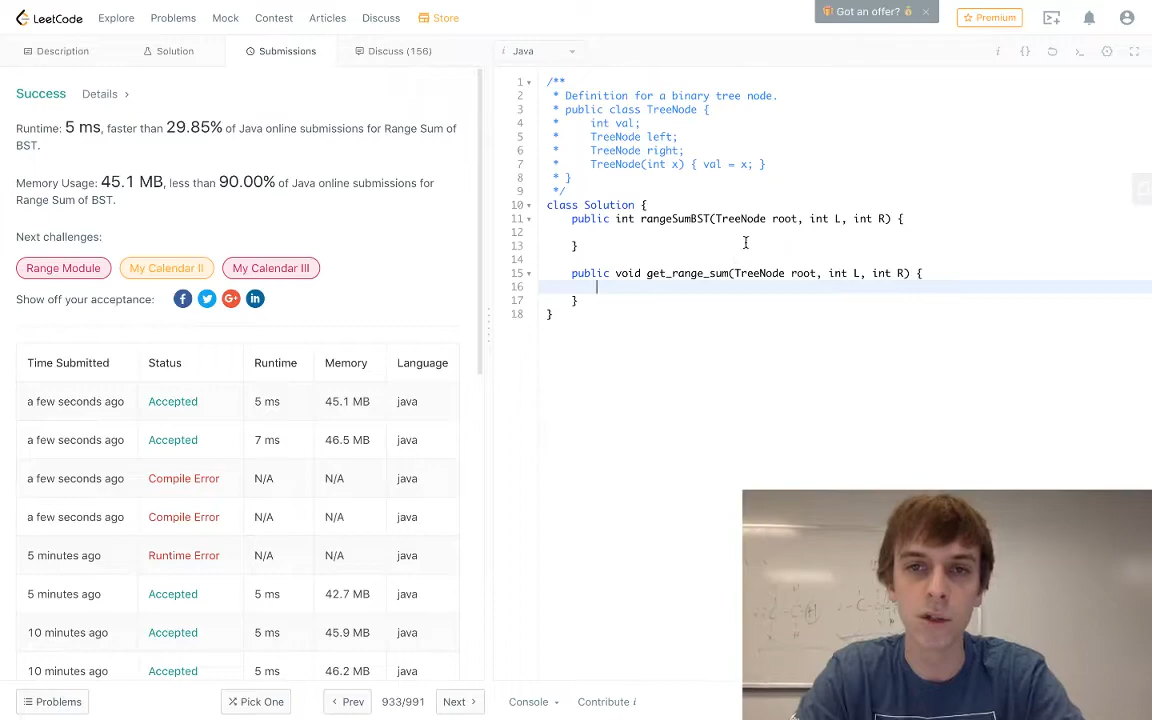 LeetCode Explore Problems Mock Contest Articles Discuss Store Got an offer? × Premium
Description Solution Submissions Discuss (156) i Java i {}
Success Details >
Runtime: 5 ms, faster than 29.85% of Java online submissions for Range Sum of
BST.
Memory Usage: 45.1 MB, less than 90.00% of Java online submissions for
Range Sum of BST.
Next challenges:
Range Module My Calendar II My Calendar III
Show off your acceptance:
Time Submitted Status Runtime Memory Language
a few seconds ago Accepted 5 ms 45.1 MB java
a few seconds ago Accepted 7 ms 46.5 MB java
a few seconds ago Compile Error N/A N/A java
a few seconds ago Compile Error N/A N/A java
5 minutes ago Runtime Error N/A N/A java
5 minutes ago Accepted 5 ms 42.7 MB java
10 minutes ago Accepted 5 ms 45.9 MB java
10 minutes ago Accepted 5 ms 46.2 MB java
Problems Pick One < Prev 933/991 Next >
1 /**
2 * Definition for a binary tree node.
3 * public class TreeNode {
4 * int val;
5 * TreeNode left;
6 * TreeNode right;
7 * TreeNode(int x) { val = x; }
8 * }
9 */
10 class Solution {
11 public int rangeSumBST(TreeNode root, int L, int R) {
12
13 }
14
15 public void get_range_sum(TreeNode root, int L, int R) {
16
17 }
18 }
Console Contribute i